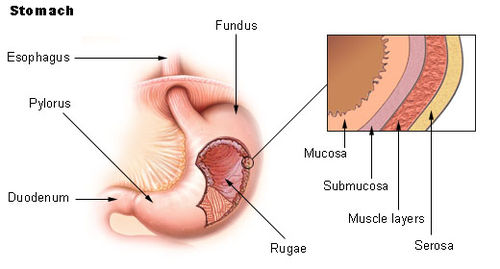 Stomach
Fundus
Esophagus
Pylorus
Duodenum
Rugae
Mucosa
Submucosa
Muscle layers
Serosa